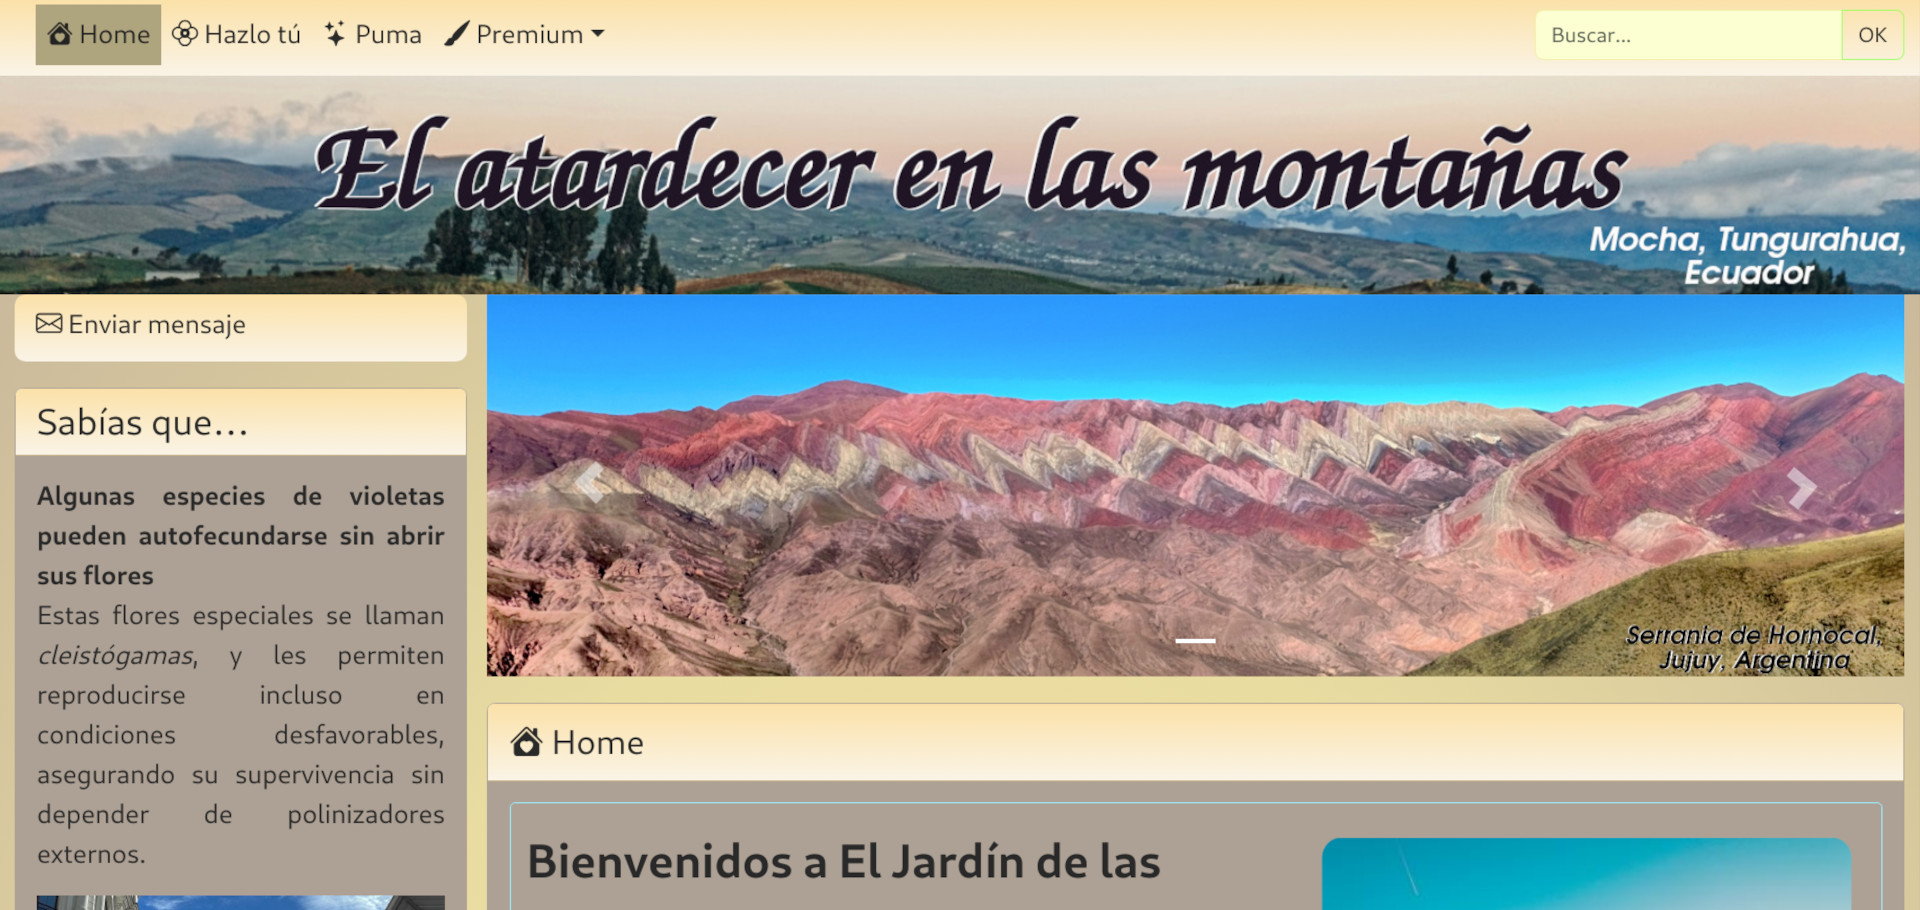 Home Hazlo tú Puma Premium Buscar... OK
El atardecer en las montañas
Mocha, Tungurahua,
Ecuador
Enviar mensaje
Sabías que...
Algunas especies de violetas
pueden autofecundarse sin abrir
sus flores
Estas flores especiales se llaman
cleistógamas, y les permiten
reproducirse incluso en
condiciones desfavorables,
asegurando su supervivencia sin
depender de polinizadores
externos.
Serrania de Horhocal,
Jujuy, Argentina
Home
Bienvenidos a El Jardín de las